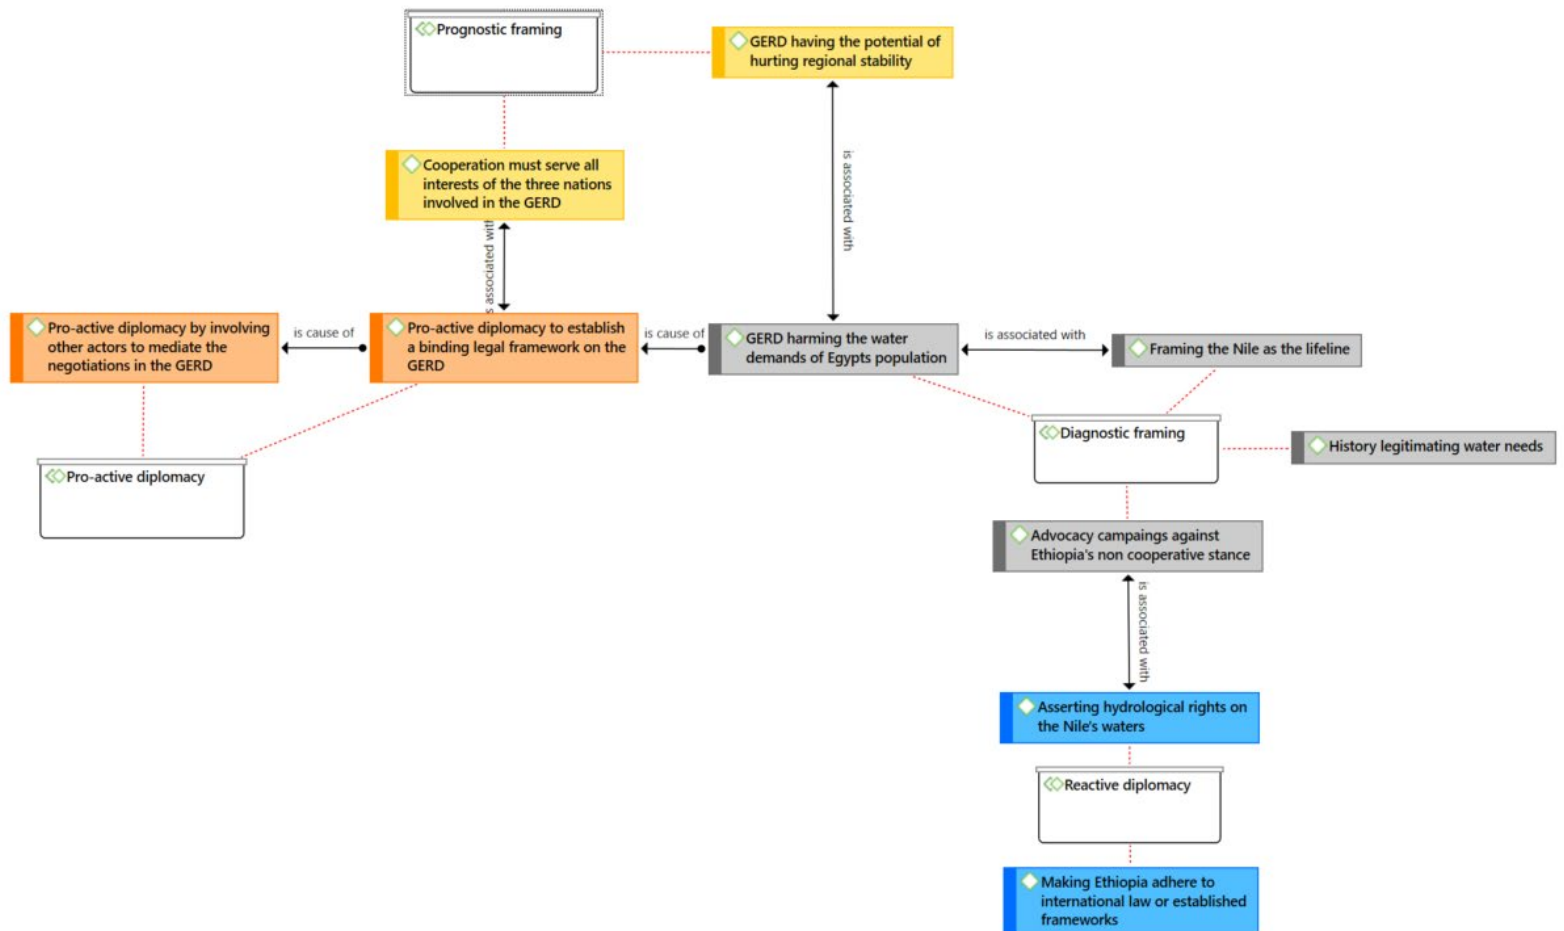 Prognostic framing
GERD having the potential of
hurting regional stability
is associated with
Cooperation must serve all
interests of the three nations
involved in the GERD
is associated with
Pro-active diplomacy by involving
other actors to mediate the
negotiations in the GERD
is cause of
Pro-active diplomacy to establish
a binding legal framework on the
GERD
is cause of
GERD harming the water
demands of Egypts population
is associated with
Framing the Nile as the lifeline
Diagnostic framing
History legitimating water needs
Pro-active diplomacy
Advocacy campaings against
Ethiopia's non cooperative stance
is associated with
Asserting hydrological rights on
the Nile's waters
Reactive diplomacy
Making Ethiopia adhere to
international law or established
frameworks